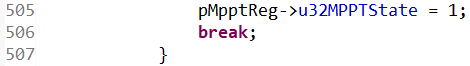 505 pMpptReg->u32MPPTState = 1;
506 break;
507 }